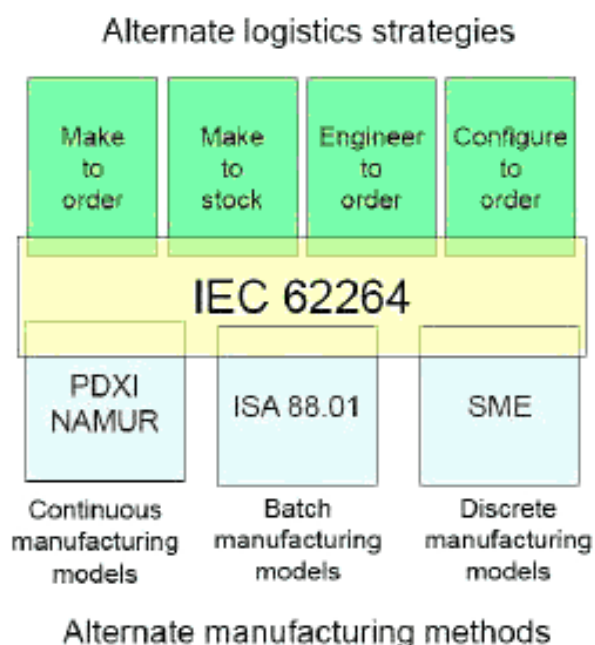 Alternate logistics strategies
Make
to
order
Make
to
stock
Engineer
to
order
Configure
to
order
IEC 62264
PDXI
NAMUR
ISA 88.01
SME
Continuous
manufacturing
models
Batch
manufacturing
models
Discrete
manufacturing
models
Alternate manufacturing methods